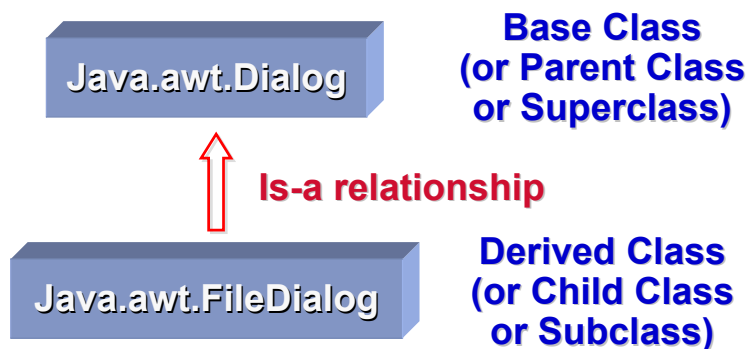 Java.awt.Dialog
Base Class
(or Parent Class
or Superclass)
Is-a relationship
Java.awt.FileDialog
Derived Class
(or Child Class
or Subclass)